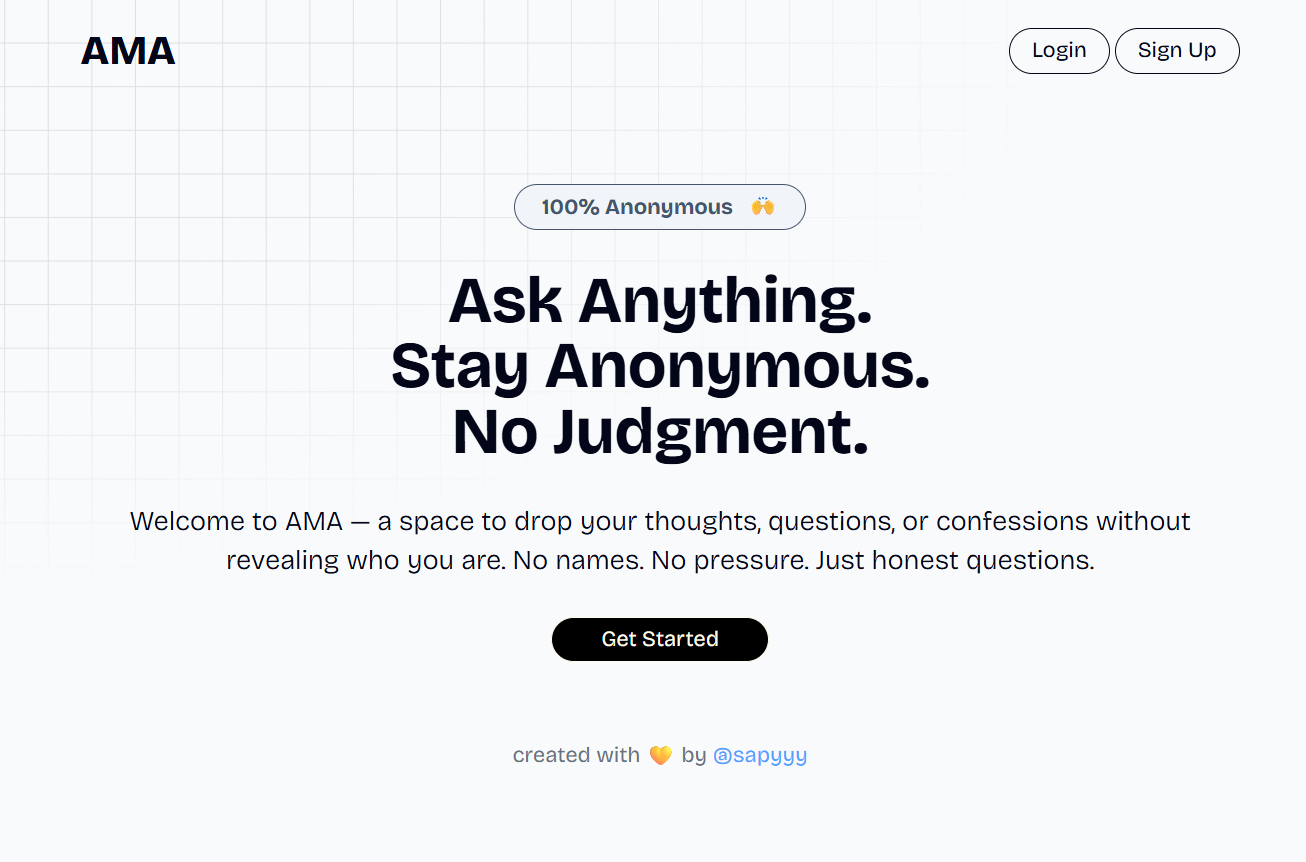 AMA
Login
Sign Up
100% Anonymous 🙌
Ask Anything.
Stay Anonymous.
No Judgment.
Welcome to AMA — a space to drop your thoughts, questions, or confessions without
revealing who you are. No names. No pressure. Just honest questions.
Get Started
created with 💛 by @sapyyy